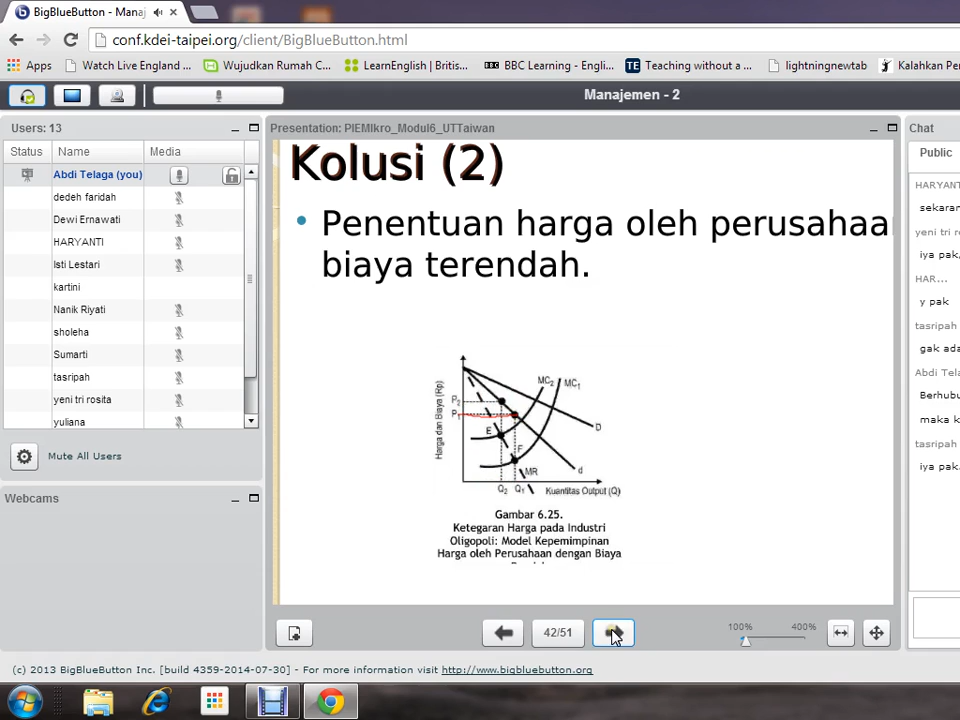 BigBlueButton - Manaj
conf.kdei-taipei.org/client/BigBlueButton.html
Apps
Watch Live England ...
Wujudkan Rumah C...
LearnEnglish | Britis...
BBC Learning - Engli...
TE Teaching without a ...
lightningnewtab
Kalahkan Pen
Manajemen - 2
Users: 13
Status Name Media
Abdi Telaga (you)
dedeh faridah
Dewi Ernawati
HARYANTI
Isti Lestari
kartini
Nanik Riyati
sholeha
Sumarti
tasripah
yeni tri rosita
yuliana
Mute All Users
Webcams
Presentation: PIEMIkro_Modul6_UTTaiwan
Kolusi (2)
Penentuan harga oleh perusahaan
biaya terendah.
Harga dan Biaya (Rp)
P2
P1
MC2
MC1
D
E
F
MR
d
Q2
Q1
Kuantitas Output (Q)
Gambar 6.25.
Ketegaran Harga pada Industri
Oligopoli: Model Kepemimpinan
Harga oleh Perusahaan dengan Biaya
42/51
100%
400%
Chat
Public
HARYANT
sekaran
yeni tri ro
iya pak,
HAR...
y pak
tasripah
gak ada
Abdi Tela
Berhubu
maka k
tasripah
iya pak.
(c) 2013 BigBlueButton Inc. [build 4359-2014-07-30] - For more information visit http://www.bigbluebutton.org